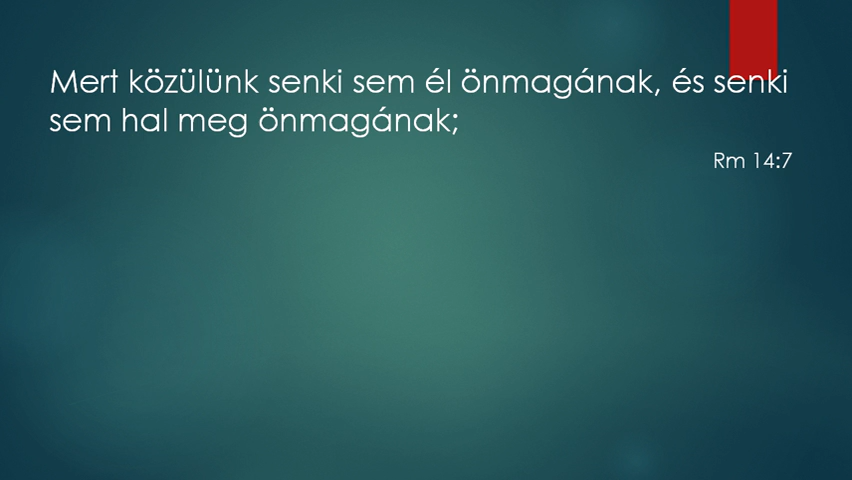 Mert közülünk senki sem él önmagának, és senki
sem hal meg önmagának;
Rm 14:7